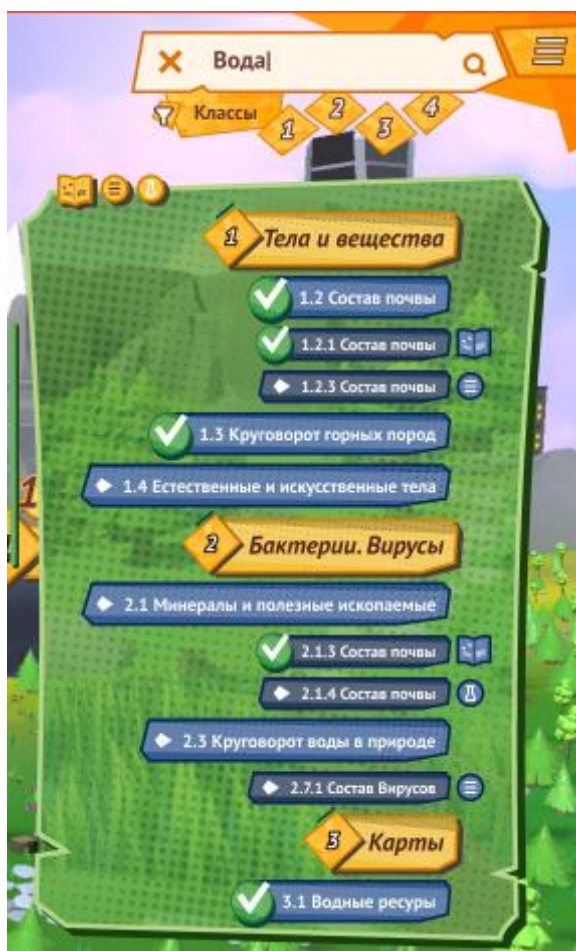 Вода
Классы 1 2 3 4
1 Тела и вещества
1.2 Состав почвы
1.2.1 Состав почвы
1.2.3 Состав почвы
1.3 Круговорот горных пород
1.4 Естественные и искусственные тела
2 Бактерии. Вирусы
2.1 Минералы и полезные ископаемые
2.1.3 Состав почвы
2.1.4 Состав почвы
2.3 Круговорот воды в природе
2.7.1 Состав Вирусов
3 Карты
3.1 Водные ресуры